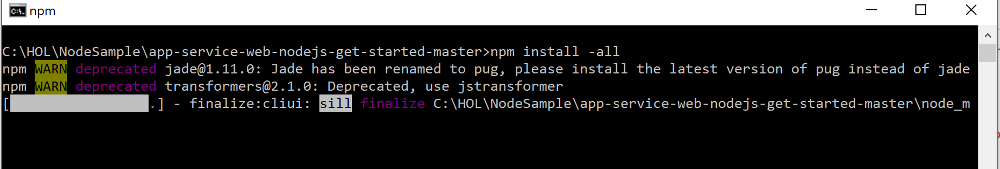 npm
C:\HOL\NodeSample\app-service-web-nodejs-get-started-master>npm install -all
npm WARN deprecated jade@1.11.0: Jade has been renamed to pug, please install the latest version of pug instead of jade
npm WARN deprecated transformers@2.1.0: Deprecated, use jstransformer
[ .] - finalize:cliui: sill finalize C:\HOL\NodeSample\app-service-web-nodejs-get-started-master\node_m